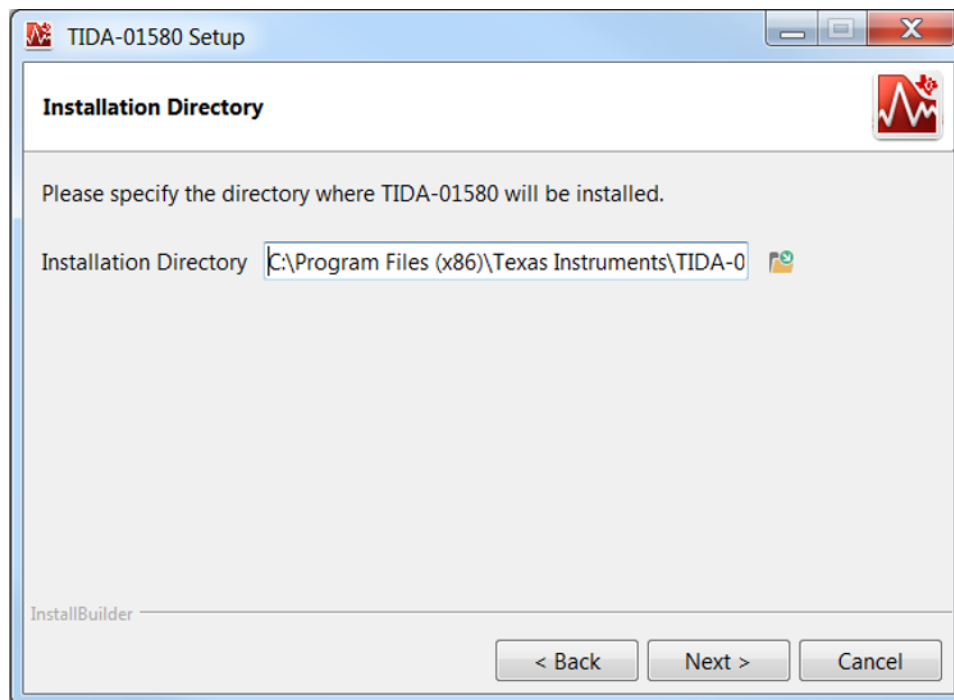 TIDA-01580 Setup
Installation Directory
Please specify the directory where TIDA-01580 will be installed.
Installation Directory C:\Program Files (x86)\Texas Instruments\TIDA-0
InstallBuilder
< Back Next > Cancel